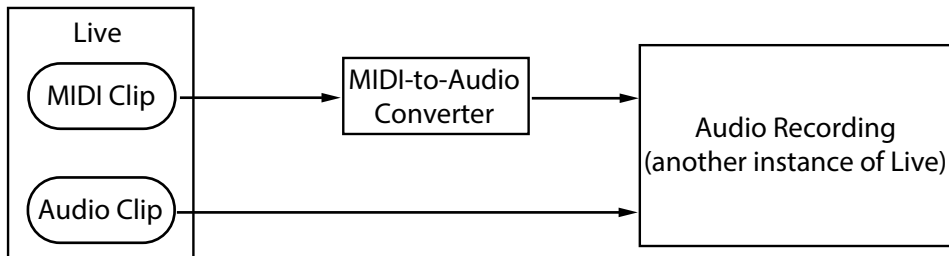 Live
MIDI Clip
MIDI-to-Audio
Converter
Audio Recording
(another instance of Live)
Audio Clip